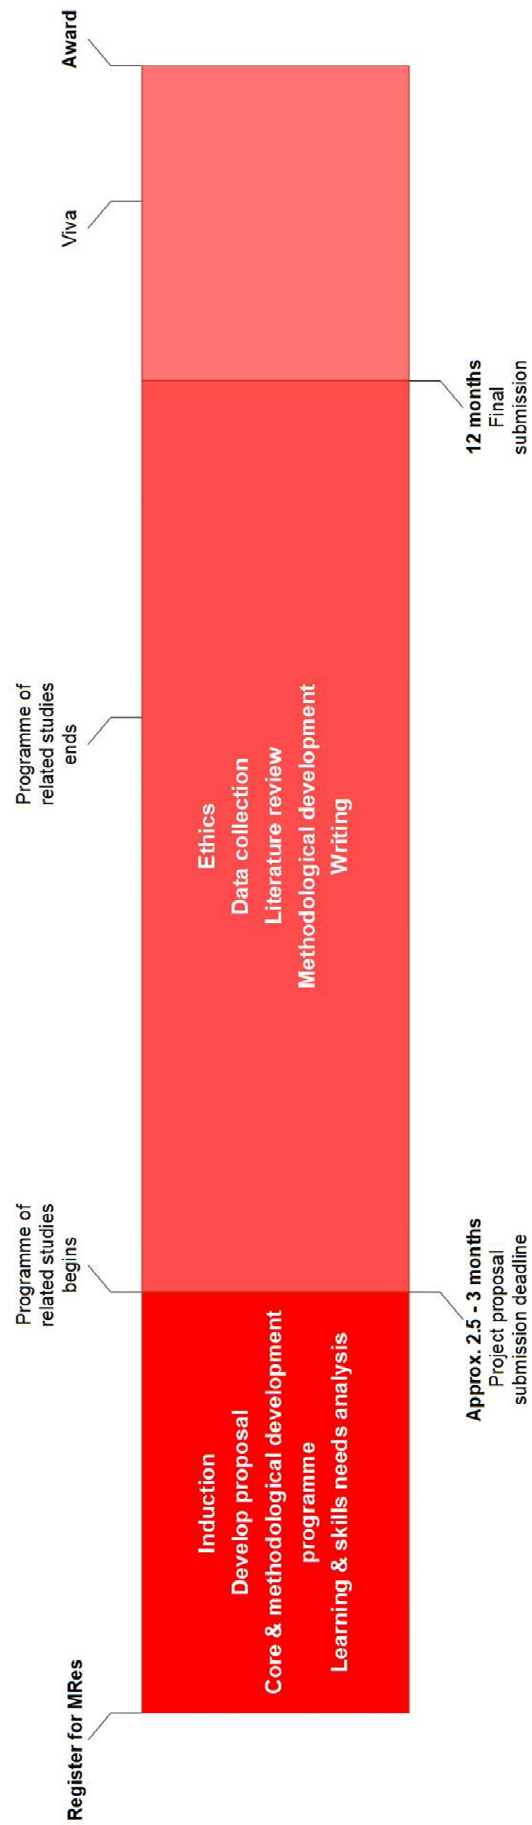 Register for MRes
Programme of
related studies
begins
Programme of
related studies
ends
Viva
Award
Induction
Develop proposal
Core & methodological development
programme
Learning & skills needs analysis
Ethics
Data collection
Literature review
Methodological development
Writing
Approx. 2.5 - 3 months
Project proposal
submission deadline
12 months
Final
submission